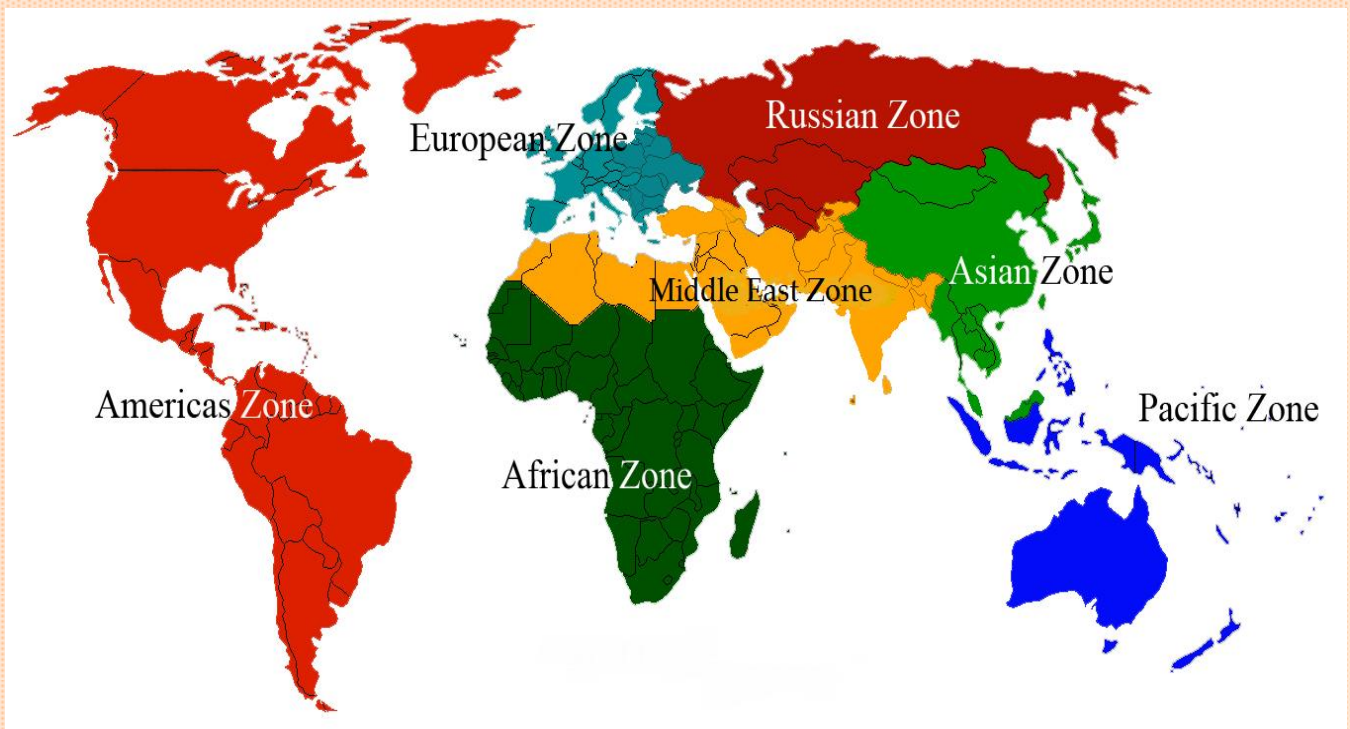 Russian Zone
European Zone
Asian Zone
Middle East Zone
Americas Zone
Pacific Zone
African Zone